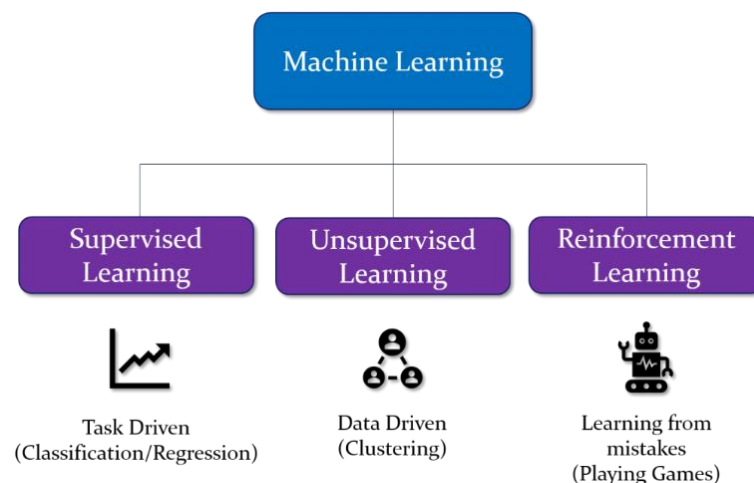 Machine Learning
Supervised
Learning
Unsupervised
Learning
Reinforcement
Learning
Task Driven
(Classification/Regression)
Data Driven
(Clustering)
Learning from
mistakes
(Playing Games)